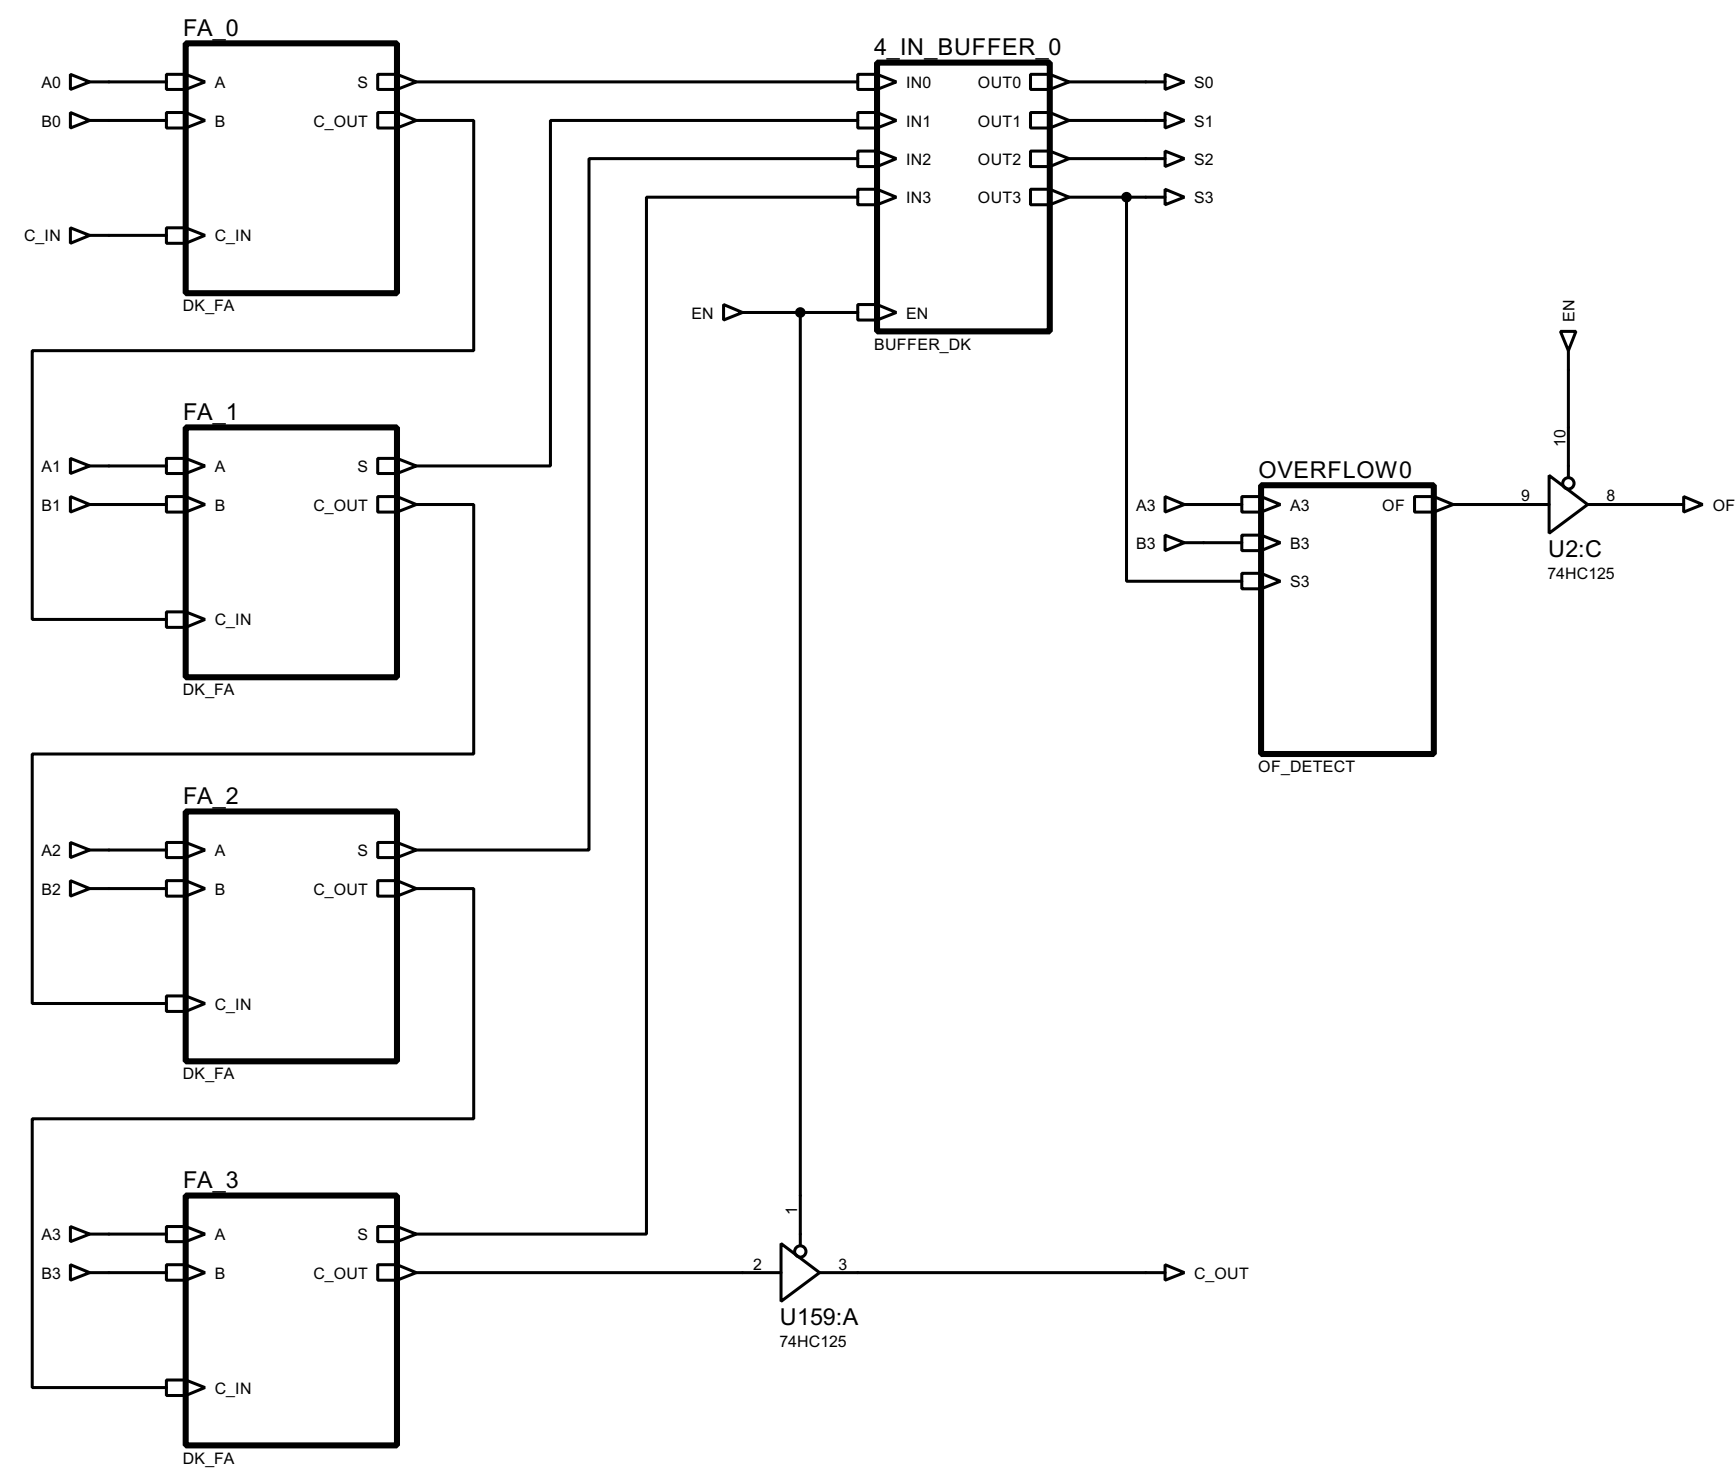 FA_0
A0 A S
B0 B C_OUT
C_IN C_IN
DK_FA
4_IN_BUFFER_0
IN0 OUT0 S0
IN1 OUT1 S1
IN2 OUT2 S2
IN3 OUT3 S3
EN EN
BUFFER_DK
FA_1
A1 A S
B1 B C_OUT
C_IN
DK_FA
OVERFLOW0
A3 A3 OF
B3 B3
S3
OF_DETECT
EN
10
9 8 OF
U2:C
74HC125
FA_2
A2 A S
B2 B C_OUT
C_IN
DK_FA
FA_3
A3 A S
B3 B C_OUT
C_IN
DK_FA
1
2 3 C_OUT
U159:A
74HC125